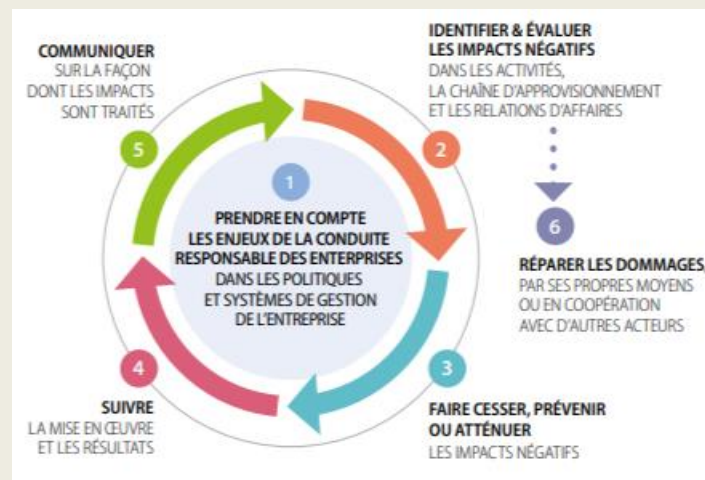 1
PRENDRE EN COMPTE
LES ENJEUX DE LA CONDUITE
RESPONSABLE DES ENTERPRISES
DANS LES POLITIQUES
ET SYSTÈMES DE GESTION
DE L'ENTREPRISE
IDENTIFIER & ÉVALUER
LES IMPACTS NÉGATIFS
DANS LES ACTIVITÉS,
LA CHAÎNE D'APPROVISIONNEMENT
ET LES RELATIONS D'AFFAIRES
2
3
FAIRE CESSER, PRÉVENIR
OU ATTÉNUER
LES IMPACTS NÉGATIFS
4
SUIVRE
LA MISE EN ŒUVRE
ET LES RÉSULTATS
COMMUNIQUER
SUR LA FAÇON
DONT LES IMPACTS
SONT TRAITÉS
5
6
RÉPARER LES DOMMAGES,
PAR SES PROPRES MOYENS
OU EN COOPÉRATION
AVEC D'AUTRES ACTEURS